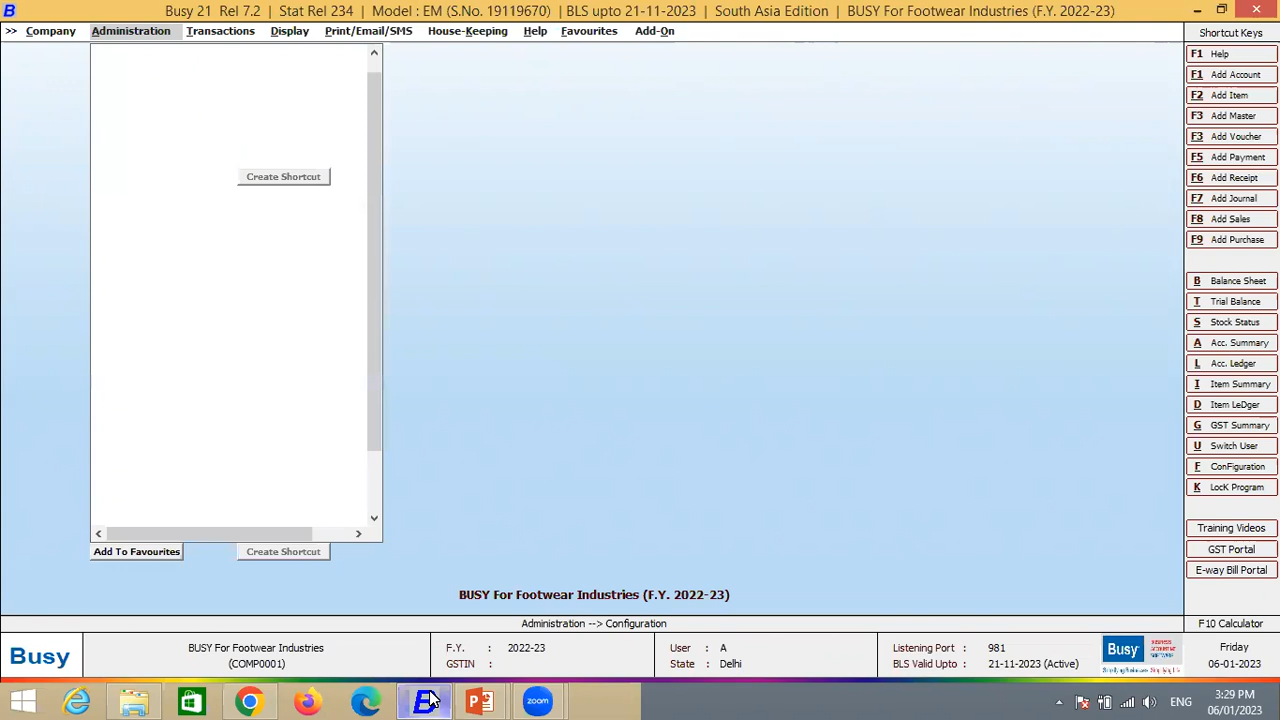 Busy 21 Rel 7.2 | Stat Rel 234 | Model : EM (S.No. 19119670) | BLS upto 21-11-2023 | South Asia Edition | BUSY For Footwear Industries (F.Y. 2022-23)
>> Company Administration Transactions Display Print/Email/SMS House-Keeping Help Favourites Add-On
Shortcut Keys
F1 Help
F1 Add Account
F2 Add Item
F3 Add Master
F3 Add Voucher
F5 Add Payment
F6 Add Receipt
F7 Add Journal
F8 Add Sales
F9 Add Purchase
B Balance Sheet
T Trial Balance
S Stock Status
A Acc. Summary
L Acc. Ledger
I Item Summary
D Item LeDger
G GST Summary
U Switch User
F ConFiguration
K LocK Program
Training Videos
GST Portal
E-way Bill Portal
Create Shortcut
Add To Favourites Create Shortcut
BUSY For Footwear Industries (F.Y. 2022-23)
Administration --> Configuration
F10 Calculator
Busy
BUSY For Footwear Industries
(COMP0001)
F.Y. : 2022-23
GSTIN :
User : A
State : Delhi
Listening Port : 981
BLS Valid Upto : 21-11-2023 (Active)
Busy
Friday
06-01-2023
zoom
ENG
3:29 PM
06/01/2023